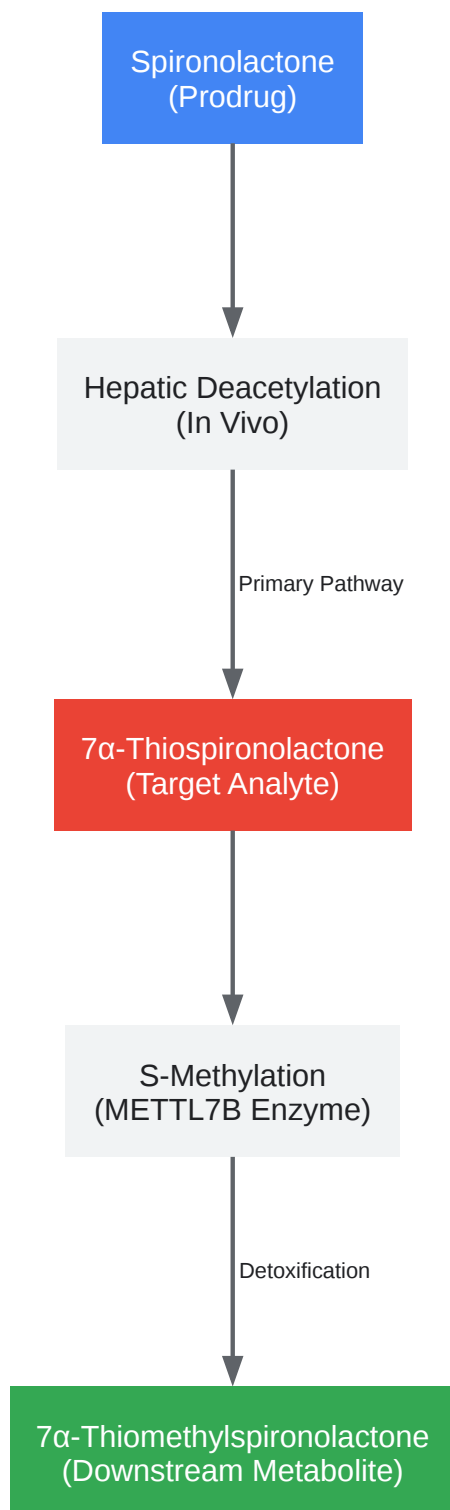 Spironolactone
(Prodrug)
Hepatic Deacetylation
(In Vivo)
Primary Pathway
7α-Thiospironolactone
(Target Analyte)
S-Methylation
(METTL7B Enzyme)
Detoxification
7α-Thiomethylspironolactone
(Downstream Metabolite)